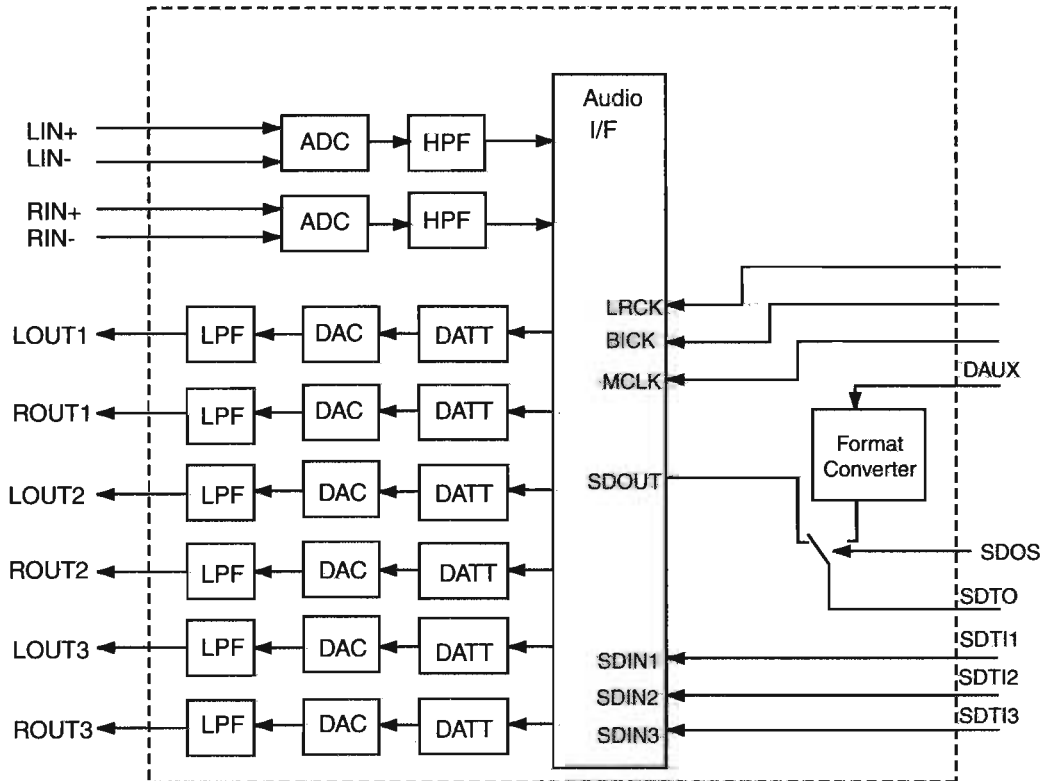 Audio
I/F
LIN+
LIN-
ADC
HPF
RIN+
RIN-
ADC
HPF
LRCK
BICK
MCLK
DAUX
LOUT1
LPF
DAC
DATT
ROUT1
LPF
DAC
DATT
Format
Converter
LOUT2
LPF
DAC
DATT
SDOUT
ROUT2
LPF
DAC
DATT
SDOS
SDTO
LOUT3
LPF
DAC
DATT
SDIN1
SDTI1
SDIN2
SDTI2
ROUT3
LPF
DAC
DATT
SDIN3
SDTI3